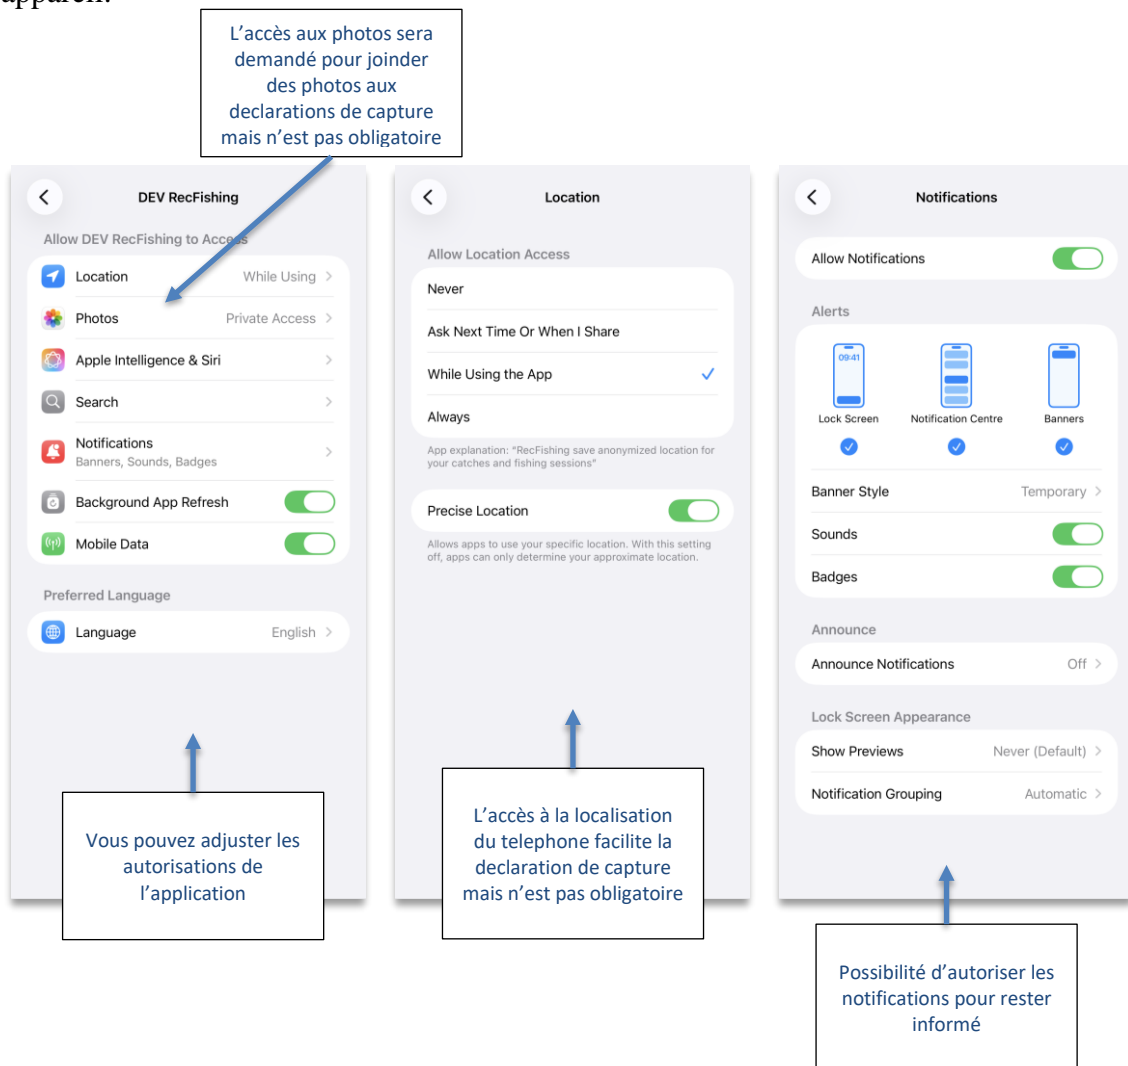 appareil.
L’accès aux photos sera
demandé pour joinder
des photos aux
declarations de capture
mais n’est pas obligatoire
DEV RecFishing
Allow DEV RecFishing to Access
Location While Using
Photos Private Access
Apple Intelligence & Siri
Search
Notifications
Banners, Sounds, Badges
Background App Refresh
Mobile Data
Preferred Language
Language English
Vous pouvez adjuster les
autorisations de
l’application
Location
Allow Location Access
Never
Ask Next Time Or When I Share
While Using the App
Always
App explanation: “RecFishing save anonymized location for
your catches and fishing sessions”
Precise Location
Allows apps to use your specific location. With this setting
off, apps can only determine your approximate location.
L’accès à la localisation
du telephone facilite la
declaration de capture
mais n’est pas obligatoire
Notifications
Allow Notifications
Alerts
09:41
Lock Screen Notification Centre Banners
Banner Style Temporary
Sounds
Badges
Announce
Announce Notifications Off
Lock Screen Appearance
Show Previews Never (Default)
Notification Grouping Automatic
Possibilité d’autoriser les
notifications pour rester
informé